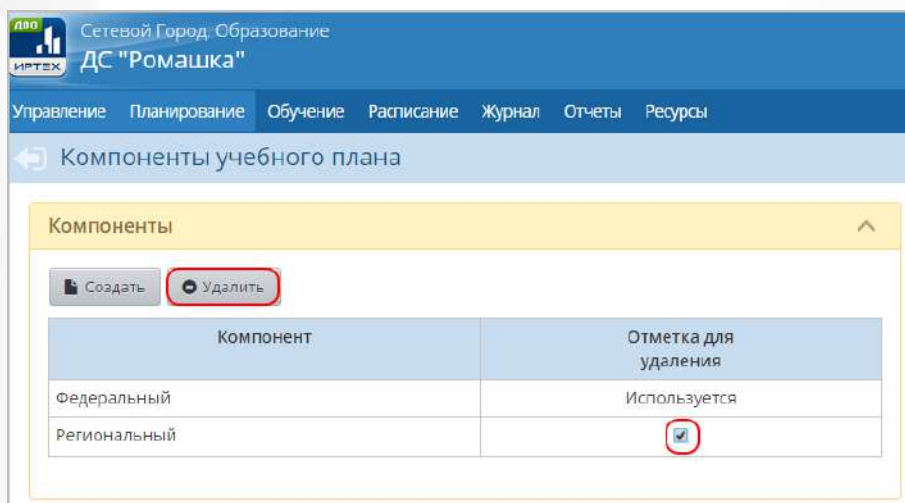 ДПО
ИРТЕХ
Сетевой Город. Образование
ДС "Ромашка"
Управление Планирование Обучение Расписание Журнал Отчеты Ресурсы
Компоненты учебного плана
Компоненты
Создать Удалить
Компонент Отметка для
удаления
Федеральный Используется
Региональный